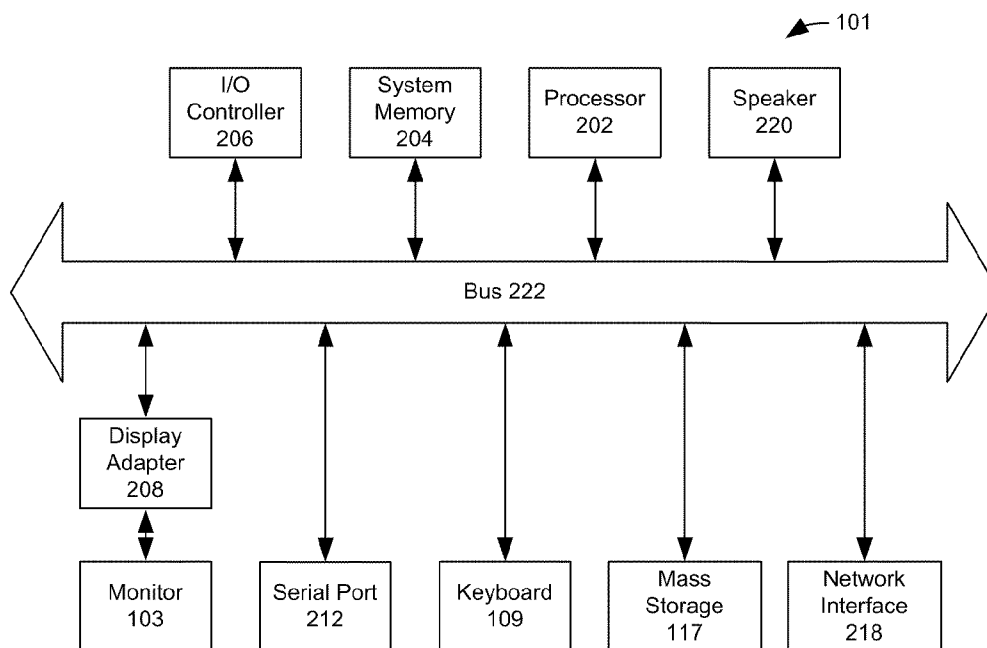 101
I/O
Controller
206
System
Memory
204
Processor
202
Speaker
220
Bus 222
Display
Adapter
208
Monitor
103
Serial Port
212
Keyboard
109
Mass
Storage
117
Network
Interface
218